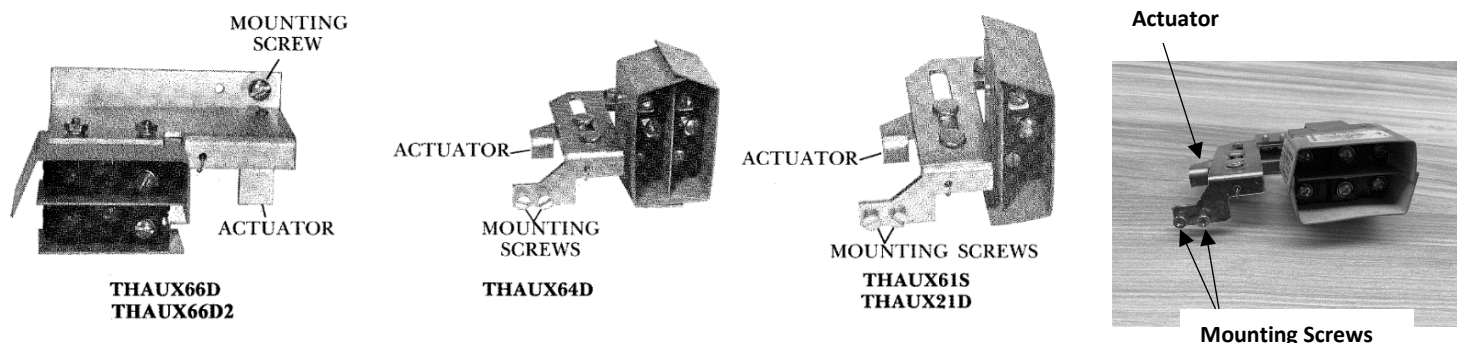 MOUNTING
SCREW
ACTUATOR
THAUX66D
THAUX66D2
ACTUATOR
MOUNTING
SCREWS
THAUX64D
ACTUATOR
MOUNTING SCREWS
THAUX61S
THAUX21D
Actuator
Mounting Screws